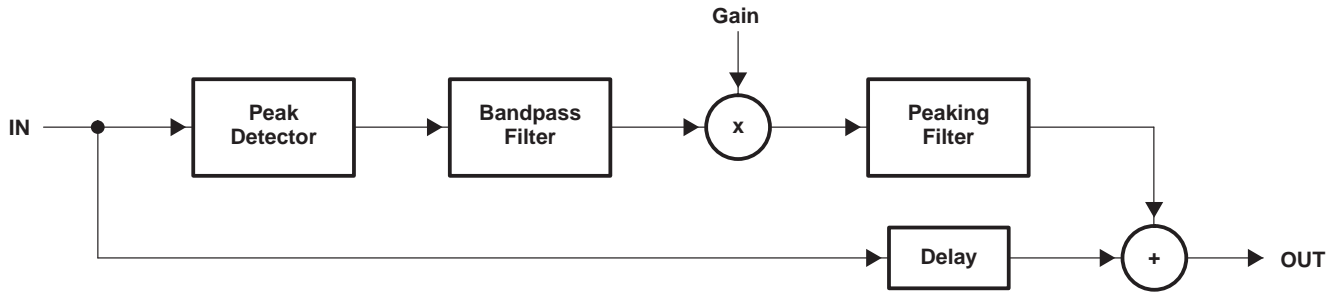 Gain
IN
Peak
Detector
Bandpass
Filter
x
Peaking
Filter
Delay
+
OUT